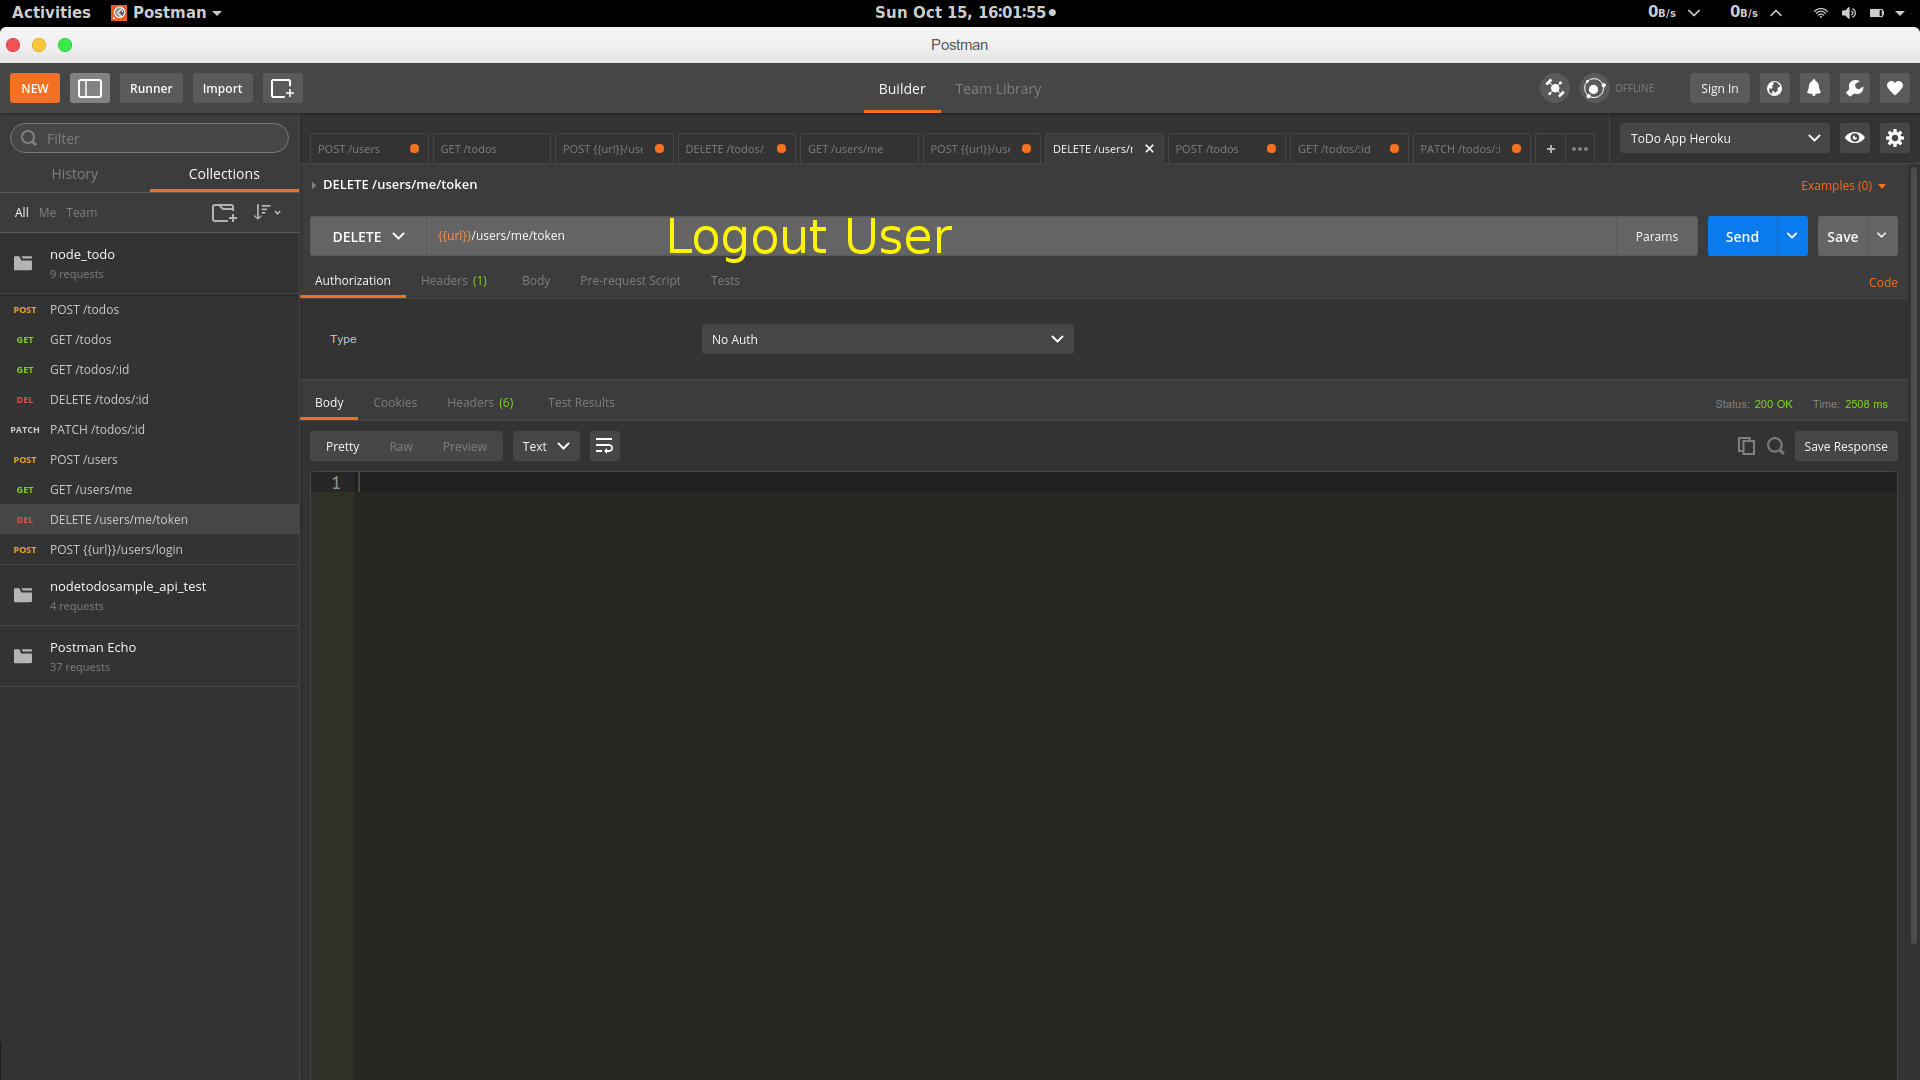 Activities Postman Sun Oct 15, 16:01:55 0B/s 0B/s
Postman
NEW Runner Import Builder Team Library OFFLINE Sign In
Filter
POST /users GET /todos POST {{url}}/use DELETE /todos/: GET /users/me POST {{url}}/use DELETE /users/r POST /todos GET /todos/:id PATCH /todos/:i ToDo App Heroku
History Collections
DELETE /users/me/token Examples (0)
All Me Team
DELETE {{url}}/users/me/token Logout User Params Send Save
node_todo
9 requests
Authorization Headers (1) Body Pre-request Script Tests Code
POST POST /todos
GET GET /todos
Type No Auth
GET GET /todos/:id
DEL DELETE /todos/:id
Body Cookies Headers (6) Test Results Status: 200 OK Time: 2508 ms
PATCH PATCH /todos/:id
Pretty Raw Preview Text Save Response
POST POST /users
1
GET GET /users/me
DEL DELETE /users/me/token
POST POST {{url}}/users/login
nodetodosample_api_test
4 requests
Postman Echo
37 requests